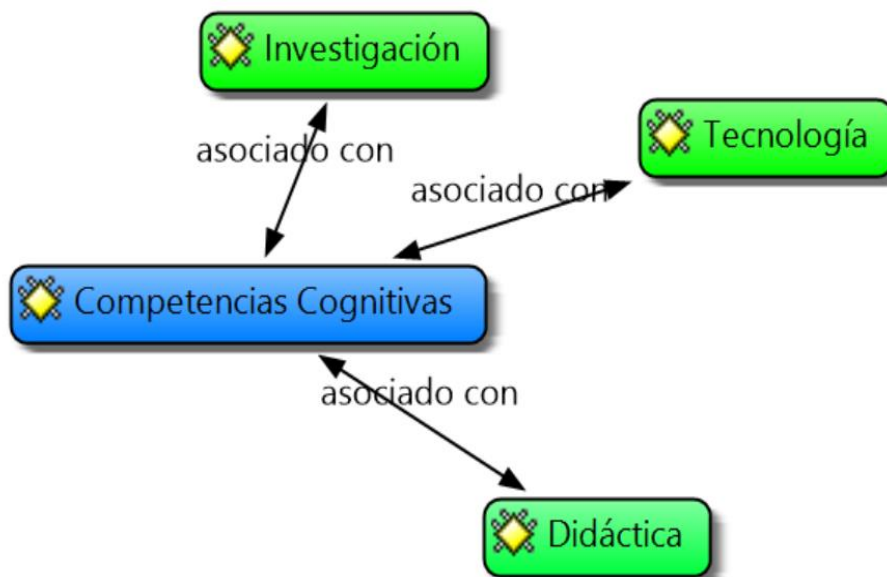 Investigación
Tecnología
asociado con
asociado con
Competencias Cognitivas
asociado con
Didáctica